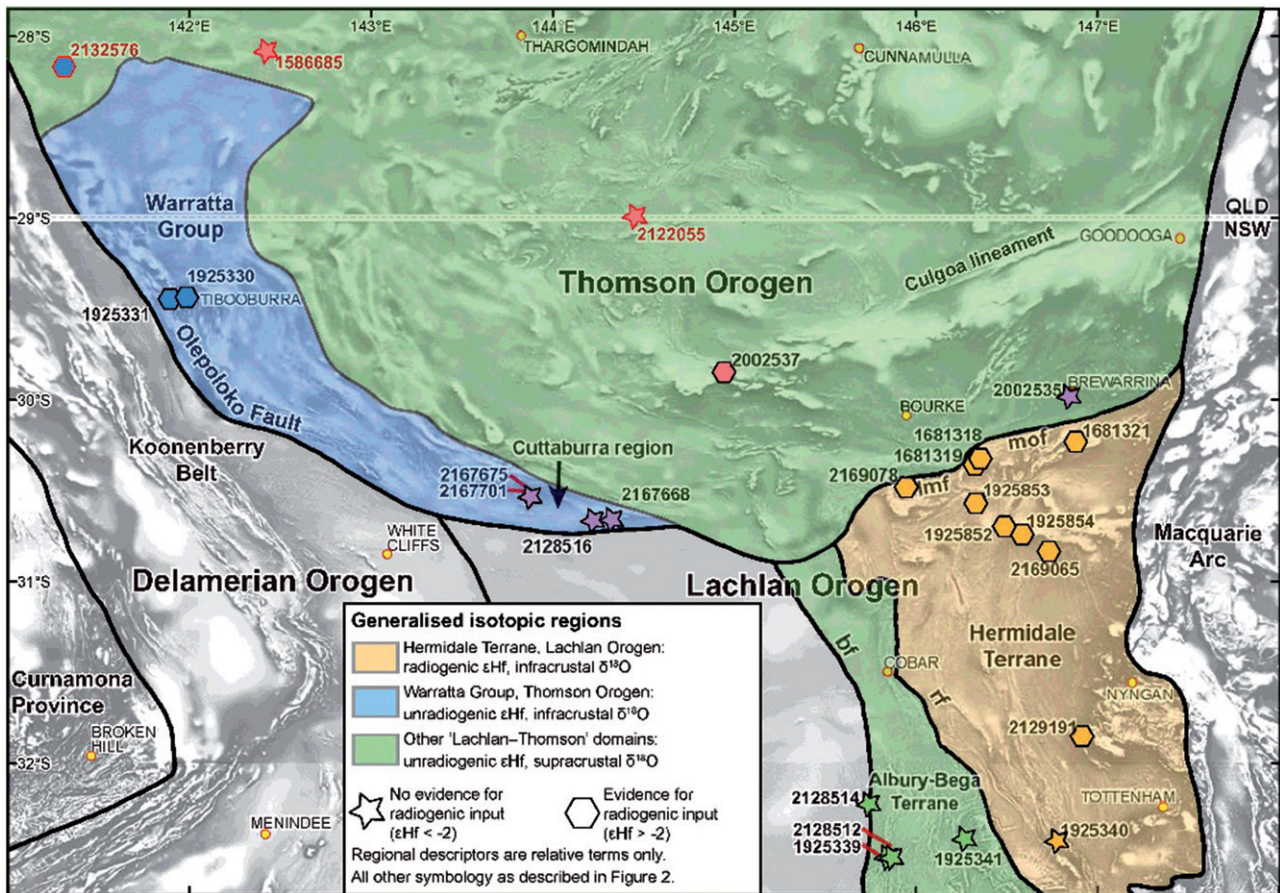 142°E
143°E
144°E
145°E
146°E
147°E
28°S
2132576
1586685
THARGOMINDAH
CUNNAMULLA
Warratta
Group
29°S
2122055
QLD
NSW
GOODOOGA
Culgoa lineament
Thomson Orogen
1925330
TIBOOBURRA
1925331
Olepoloko Fault
2002537
2002535
BREWARRINA
30°S
BOURKE
Koonenberry
Belt
Cuttaburra region
1681318
mof
1681321
1681319
2167675
2167701
2167668
2169078
lmf
1925853
1925854
1925852
2128516
WHITE
CLIFFS
2169065
Macquarie
Arc
31°S
Delamerian Orogen
Lachlan Orogen
Hermidale
Terrane
bf
COBAR
rf
NYNGAN
Curnamona
Province
BROKEN
HILL
2129191
32°S
Albury-Bega
Terrane
2128514
TOTTENHAM
MENINDEE
2128512
1925339
1925341
1925340
Generalised isotopic regions
Hermidale Terrane, Lachlan Orogen:
radiogenic εHf, infracrustal δ¹⁸O
Warratta Group, Thomson Orogen:
unradiogenic εHf, infracrustal δ¹⁸O
Other 'Lachlan–Thomson' domains:
unradiogenic εHf, supracrustal δ¹⁸O
No evidence for
radiogenic input
(εHf < -2)
Evidence for
radiogenic input
(εHf > -2)
Regional descriptors are relative terms only.
All other symbology as described in Figure 2.